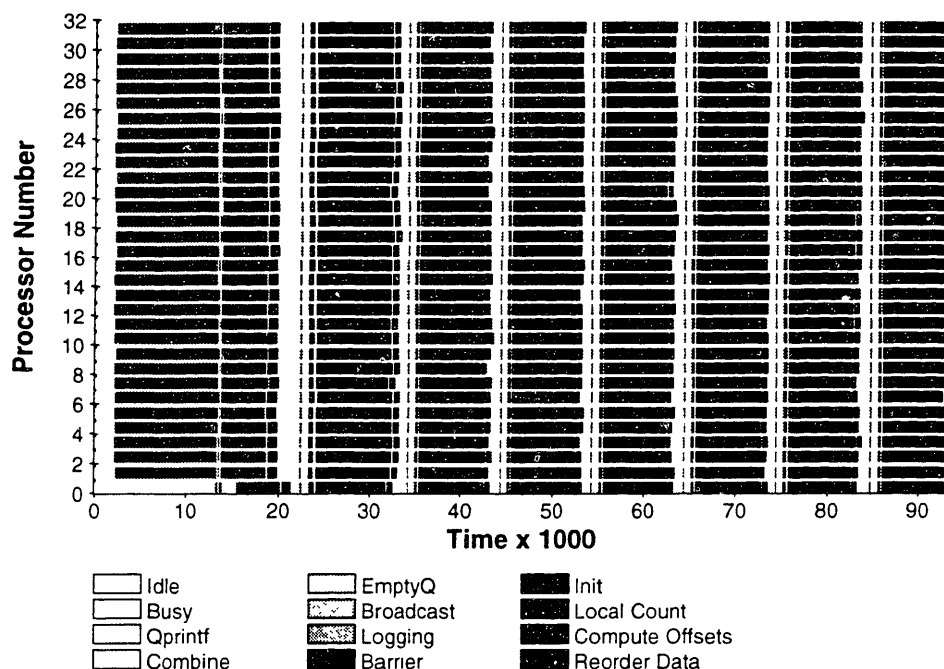 32
30
28
26
24
22
20
18
16
14
12
10
8
6
4
2
0
Processor Number
0 10 20 30 40 50 60 70 80 90
Time x 1000
Idle EmptyQ Init
Busy Broadcast Local Count
Qprintf Logging Compute Offsets
Combine Barrier Reorder Data